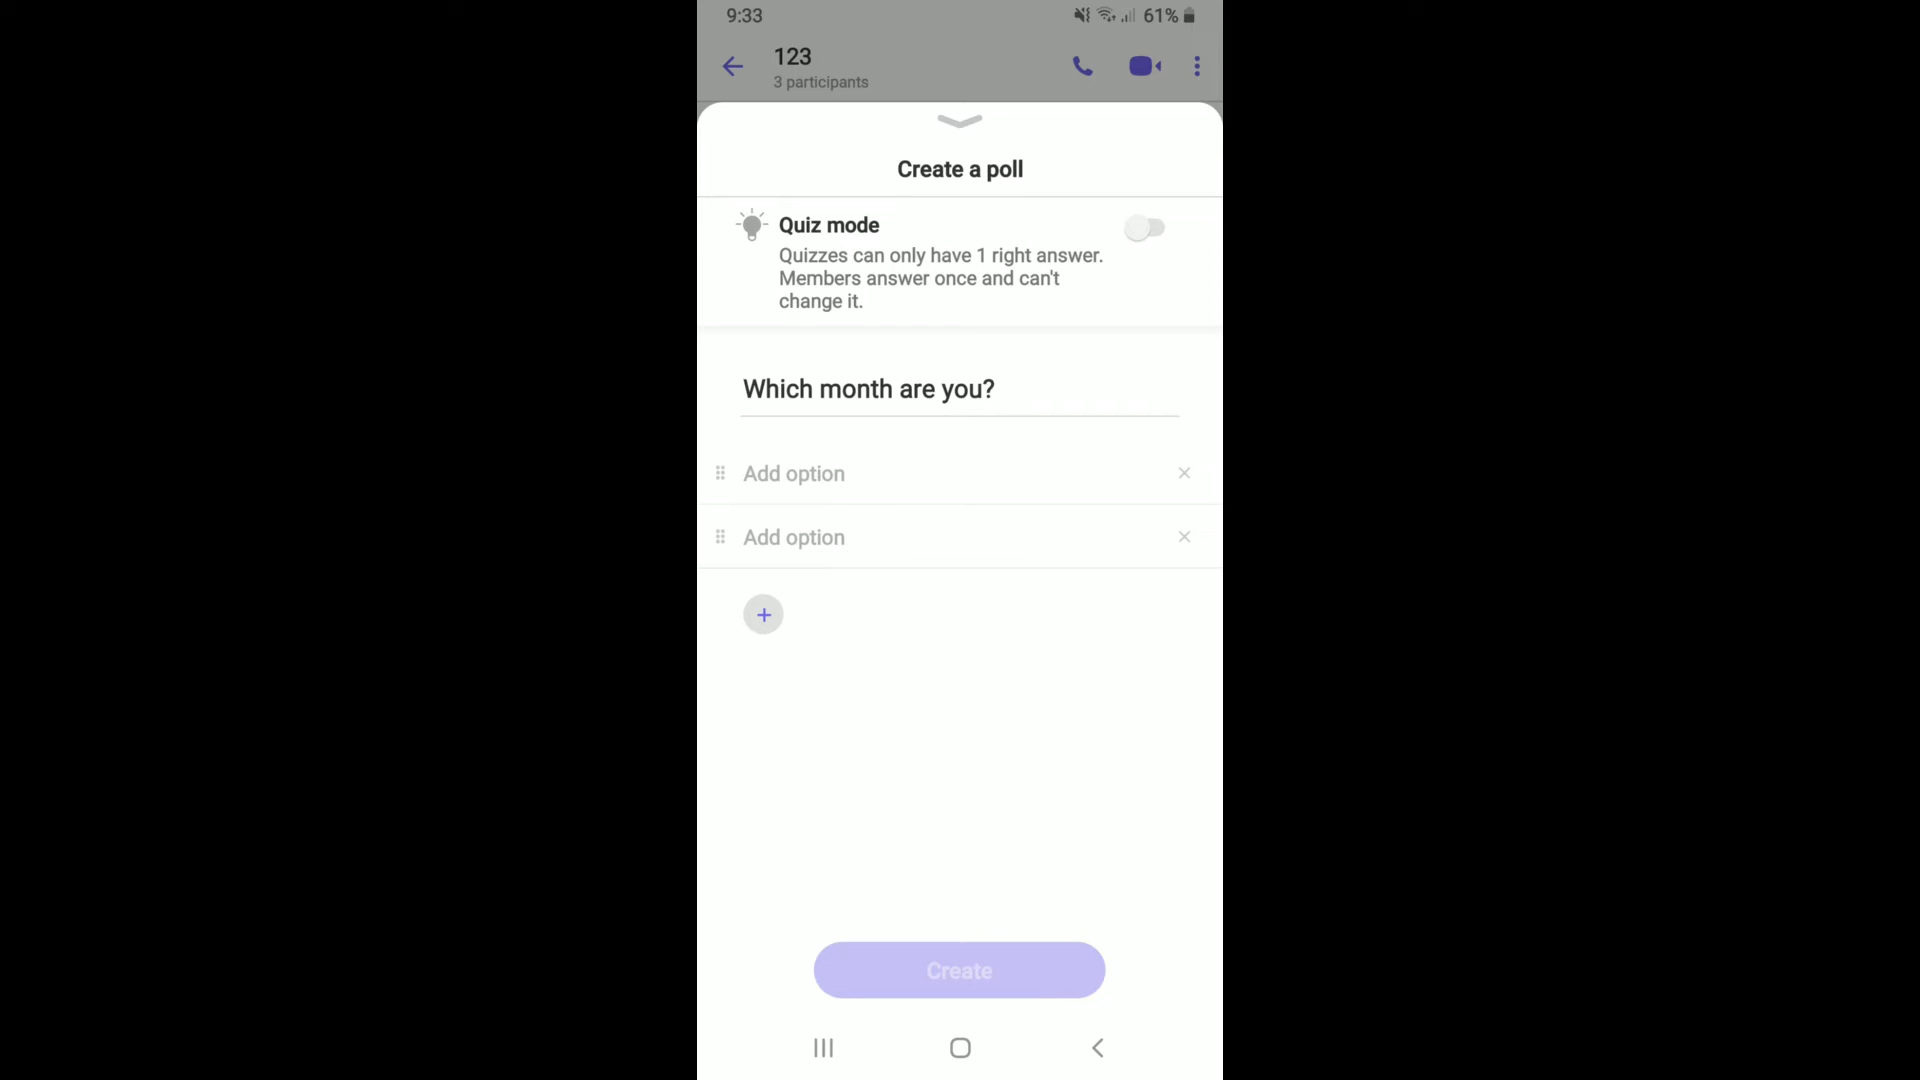 9:33
61%
123
3 participants
Create a poll
Quiz mode
Quizzes can only have 1 right answer.
Members answer once and can't
change it.
Which month are you?
Add option
Add option
Create